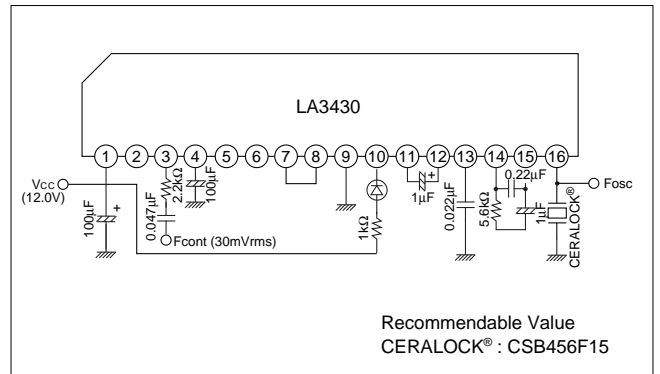 LA3430
1 2 3 4 5 6 7 8 9 10 11 12 13 14 15 16
Vcc
(12.0V)
100μF
+
0.047μF
2.2kΩ
100μF
Fcont (30mVrms)
1kΩ
+
1μF
0.022μF
5.6kΩ
0.22μF
1μF
CERALOCK®
Fosc
Recommendable Value
CERALOCK® : CSB456F15